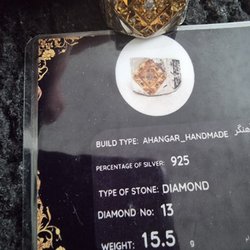 BUILD TYPE: AHANGAR_HANDMADE
PERCENTAGE OF SILVER: 925
TYPE OF STONE: DIAMOND
DIAMOND No: 13
WEIGHT: 15.5 g